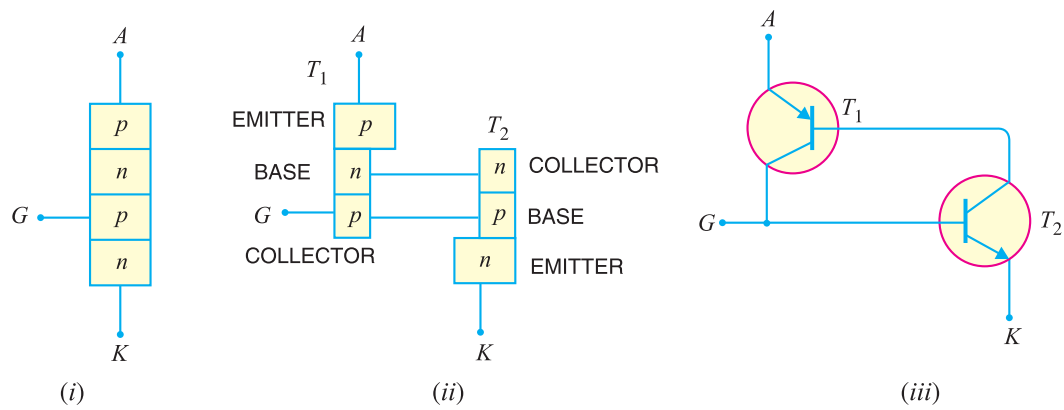 A
p
n
G p
n
K
(i)
A
T1
EMITTER p
T2
BASE n n COLLECTOR
G p p BASE
COLLECTOR
n EMITTER
K
(ii)
A
T1
G
T2
K
(iii)